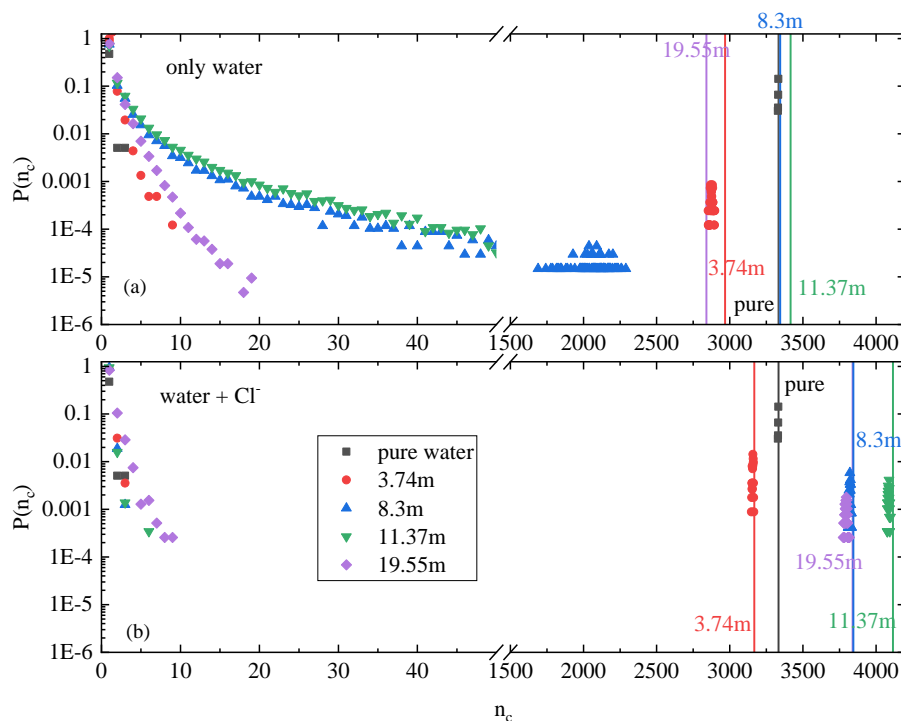 8.3m
1
0.1
0.01
0.001
1E-4
1E-5
1E-6
P(n_c)
only water
19.55m
3.74m
pure
11.37m
(a)
0 10 20 30 40 1500 2000 2500 3000 3500 4000
1
0.1
0.01
0.001
1E-4
1E-5
1E-6
P(n_c)
water + Cl⁻
pure
8.3m
pure water
3.74m
8.3m
11.37m
19.55m
19.55m
3.74m
11.37m
(b)
0 10 20 30 40 1500 2000 2500 3000 3500 4000
n_c